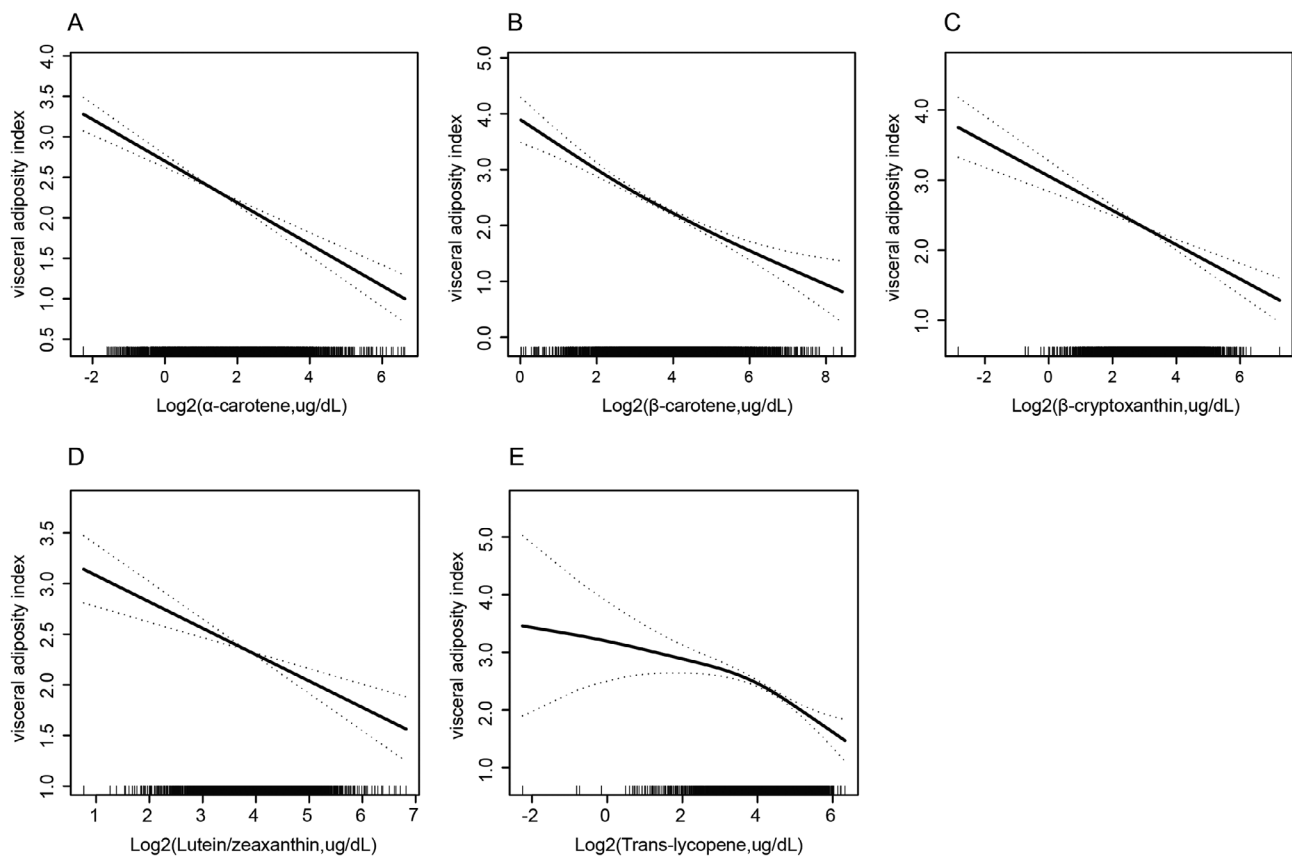 A
visceral adiposity index
4.0
3.5
3.0
2.5
2.0
1.5
1.0
0.5
-2 0 2 4 6
Log2(α-carotene,ug/dL)
B
visceral adiposity index
5.0
4.0
3.0
2.0
1.0
0.0
0 2 4 6 8
Log2(β-carotene,ug/dL)
C
visceral adiposity index
4.0
3.0
2.0
1.0
-2 0 2 4 6
Log2(β-cryptoxanthin,ug/dL)
D
visceral adiposity index
3.5
3.0
2.5
2.0
1.5
1.0
1 2 3 4 5 6 7
Log2(Lutein/zeaxanthin,ug/dL)
E
visceral adiposity index
5.0
4.0
3.0
2.0
1.0
-2 0 2 4 6
Log2(Trans-lycopene,ug/dL)